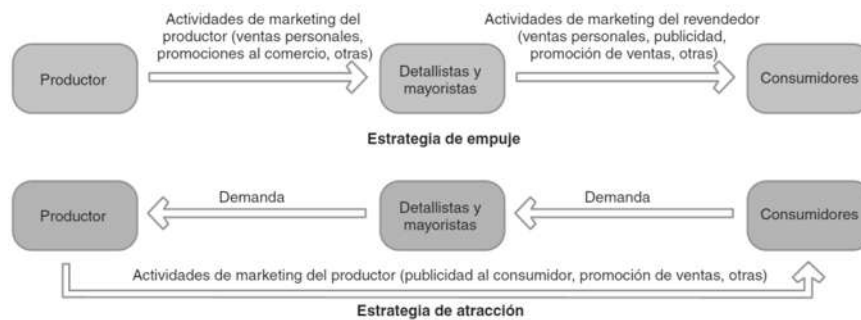 Actividades de marketing del
productor (ventas personales,
promociones al comercio, otras)
Actividades de marketing del revendedor
(ventas personales, publicidad,
promoción de ventas, otras)
Productor
Detallistas y
mayoristas
Consumidores
Estrategia de empuje
Productor
Demanda
Detallistas y
mayoristas
Demanda
Consumidores
Actividades de marketing del productor (publicidad al consumidor, promoción de ventas, otras)
Estrategia de atracción